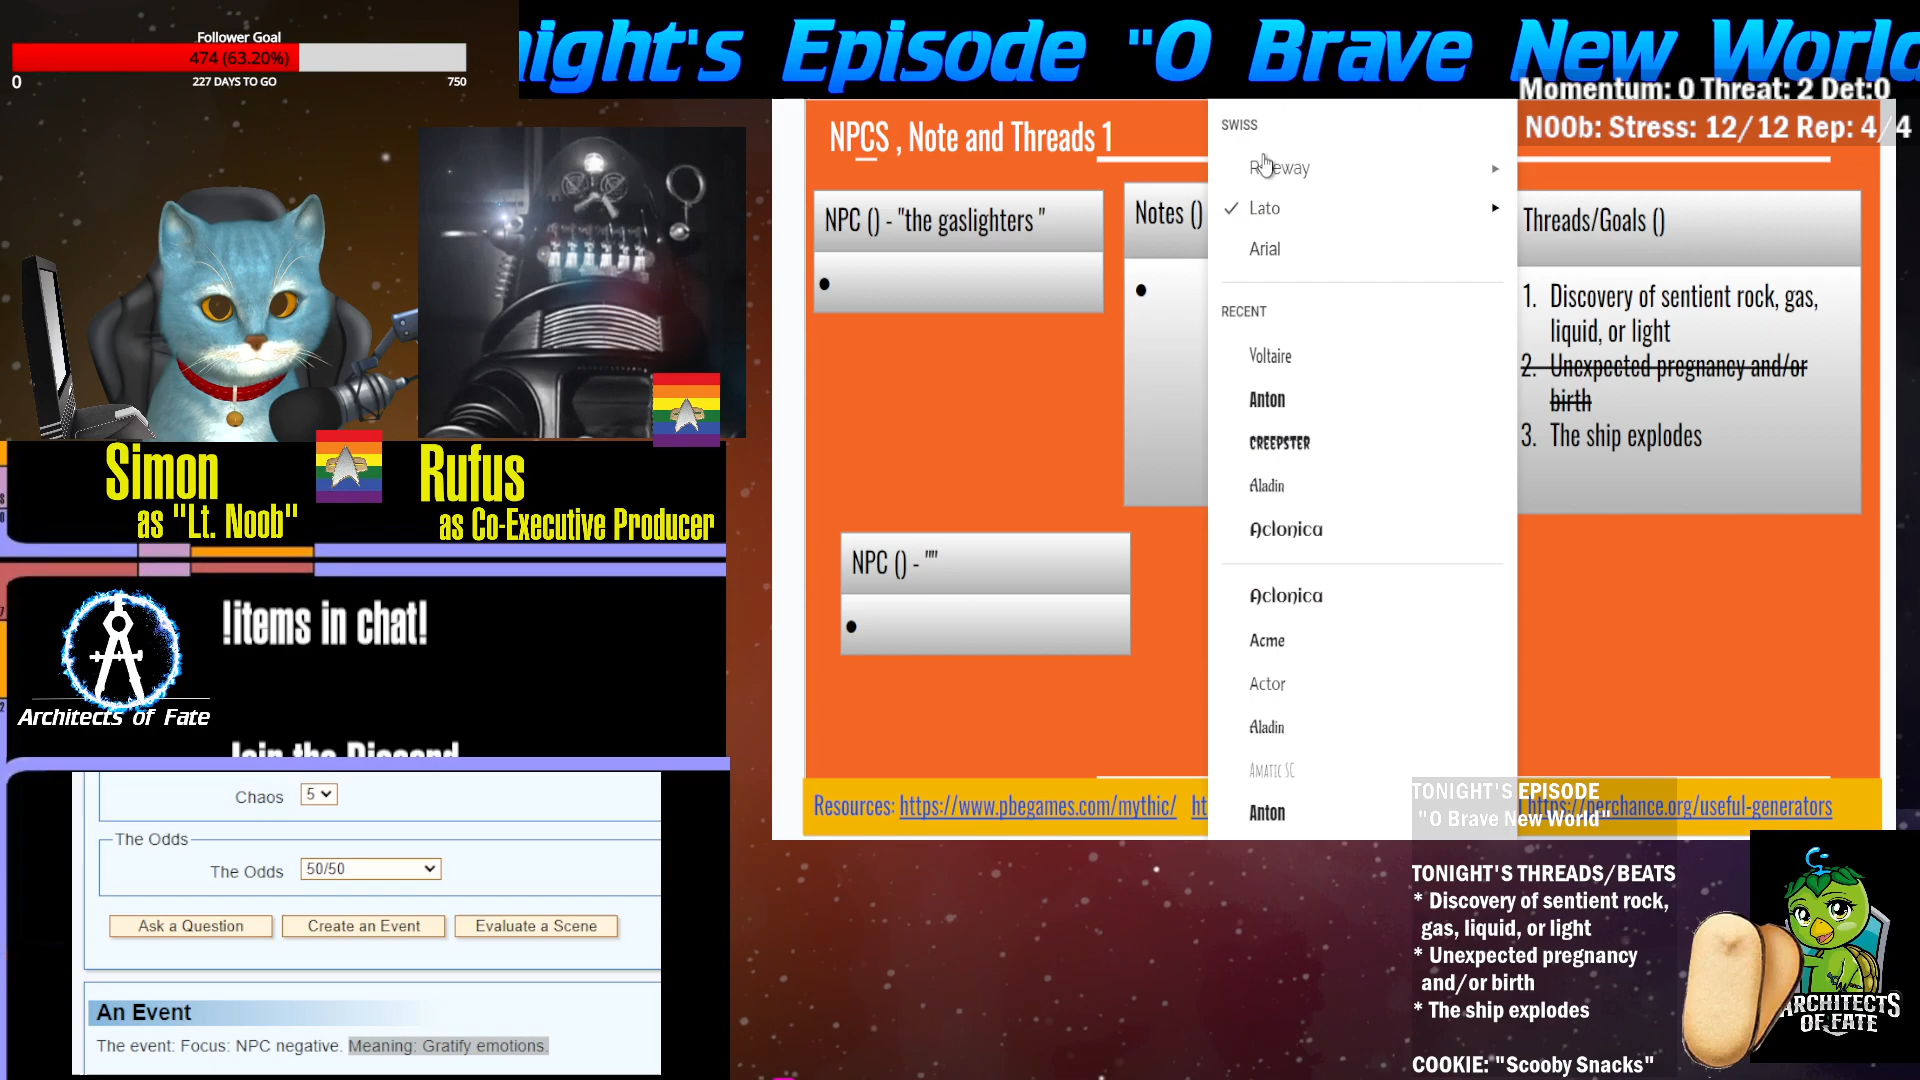 Follower Goal
474 (63.20%)
0
227 DAYS TO GO
750
ight's Episode "O Brave New World
Momentum: 0 Threat: 2 Det:0
N00b: Stress: 12/12 Rep: 4/4
NPCS , Note and Threads 1
NPC () - "the gaslighters "
Notes ()
Threads/Goals ()
1. Discovery of sentient rock, gas,
liquid, or light
2. Unexpected pregnancy and/or
birth
3. The ship explodes
NPC () - ""
SWISS
Raleway
Lato
Arial
RECENT
Voltaire
Anton
CREEPSTER
Aladin
Aclonica
Aclonica
Acme
Actor
Aladin
AMATIC SC
Anton
Resources: https://www.pbegames.com/mythic/ ht
https://perchance.org/useful-generators
Simon
as "Lt. Noob"
Rufus
as Co-Executive Producer
!items in chat!
Join the Discord
Architects of Fate
Chaos 5
The Odds
The Odds 50/50
Ask a Question
Create an Event
Evaluate a Scene
An Event
The event: Focus: NPC negative. Meaning: Gratify emotions.
TONIGHT'S EPISODE
"O Brave New World"
TONIGHT'S THREADS/BEATS
* Discovery of sentient rock,
gas, liquid, or light
* Unexpected pregnancy
and/or birth
* The ship explodes
COOKIE: "Scooby Snacks"
ARCHITECTS
OF FATE